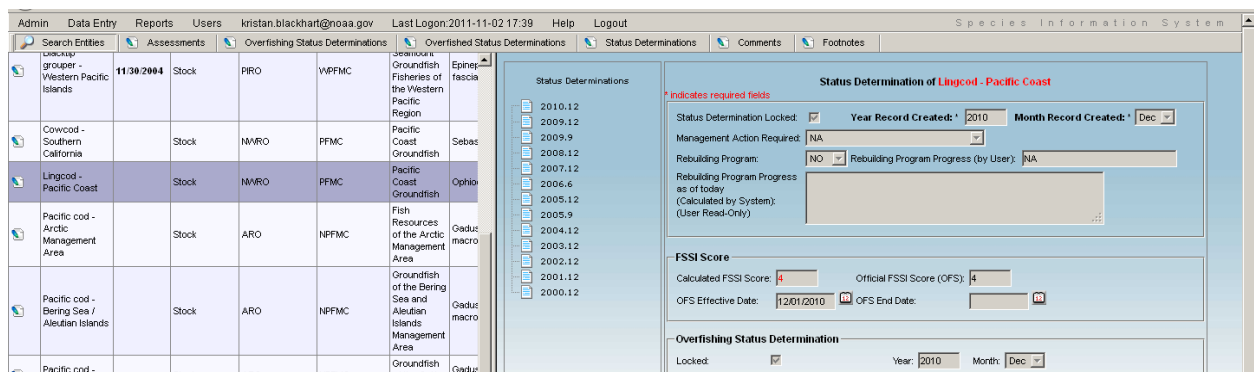 Admin Data Entry Reports Users kristan.blackhart@noaa.gov Last Logon:2011-11-02 17:39 Help Logout Species Information System
Search Entities Assessments Overfishing Status Determinations Overfished Status Determinations Status Determinations Comments Footnotes
grouper -
Western Pacific
Islands
11/30/2004
Stock
PIRO
WPFMC
Seamount
Groundfish
Fisheries of
the Western
Pacific
Region
Epinep
fascia
Cowcod -
Southern
California
Stock
NWRO
PFMC
Pacific
Coast
Groundfish
Sebas
Lingcod -
Pacific Coast
Stock
NWRO
PFMC
Pacific
Coast
Groundfish
Ophio
Pacific cod -
Arctic
Management
Area
Stock
ARO
NPFMC
Fish
Resources
of the Arctic
Management
Area
Gadus
macro
Pacific cod -
Bering Sea /
Aleutian Islands
Stock
ARO
NPFMC
Groundfish
of the Bering
Sea and
Aleutian
Islands
Management
Area
Gadus
macro
Pacific cod -
Groundfish
Gadus
Status Determinations
2010.12
2009.12
2009.9
2008.12
2007.12
2006.6
2005.12
2005.9
2004.12
2003.12
2002.12
2001.12
2000.12
Status Determination of Lingcod - Pacific Coast
* indicates required fields
Status Determination Locked: Year Record Created: * 2010 Month Record Created: * Dec
Management Action Required: NA
Rebuilding Program: NO Rebuilding Program Progress (by User): NA
Rebuilding Program Progress
as of today
(Calculated by System):
(User Read-Only)
FSSI Score
Calculated FSSI Score: 4 Official FSSI Score (OFS): 4
OFS Effective Date: 12/01/2010 OFS End Date:
Overfishing Status Determination
Locked: Year: 2010 Month: Dec